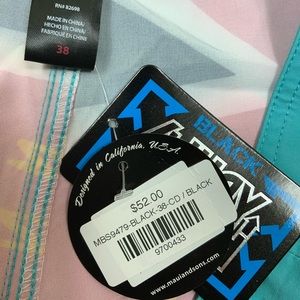 RN# 82698
MADE IN CHINA
HECHO EN CHINA
FABRIQUÉ EN CHINE
38
BLACK
Designed in California, U.S.A.
$52.00
MBS9479-BLACK-38-CD / BLACK
9700433
www.mauiandsons.com